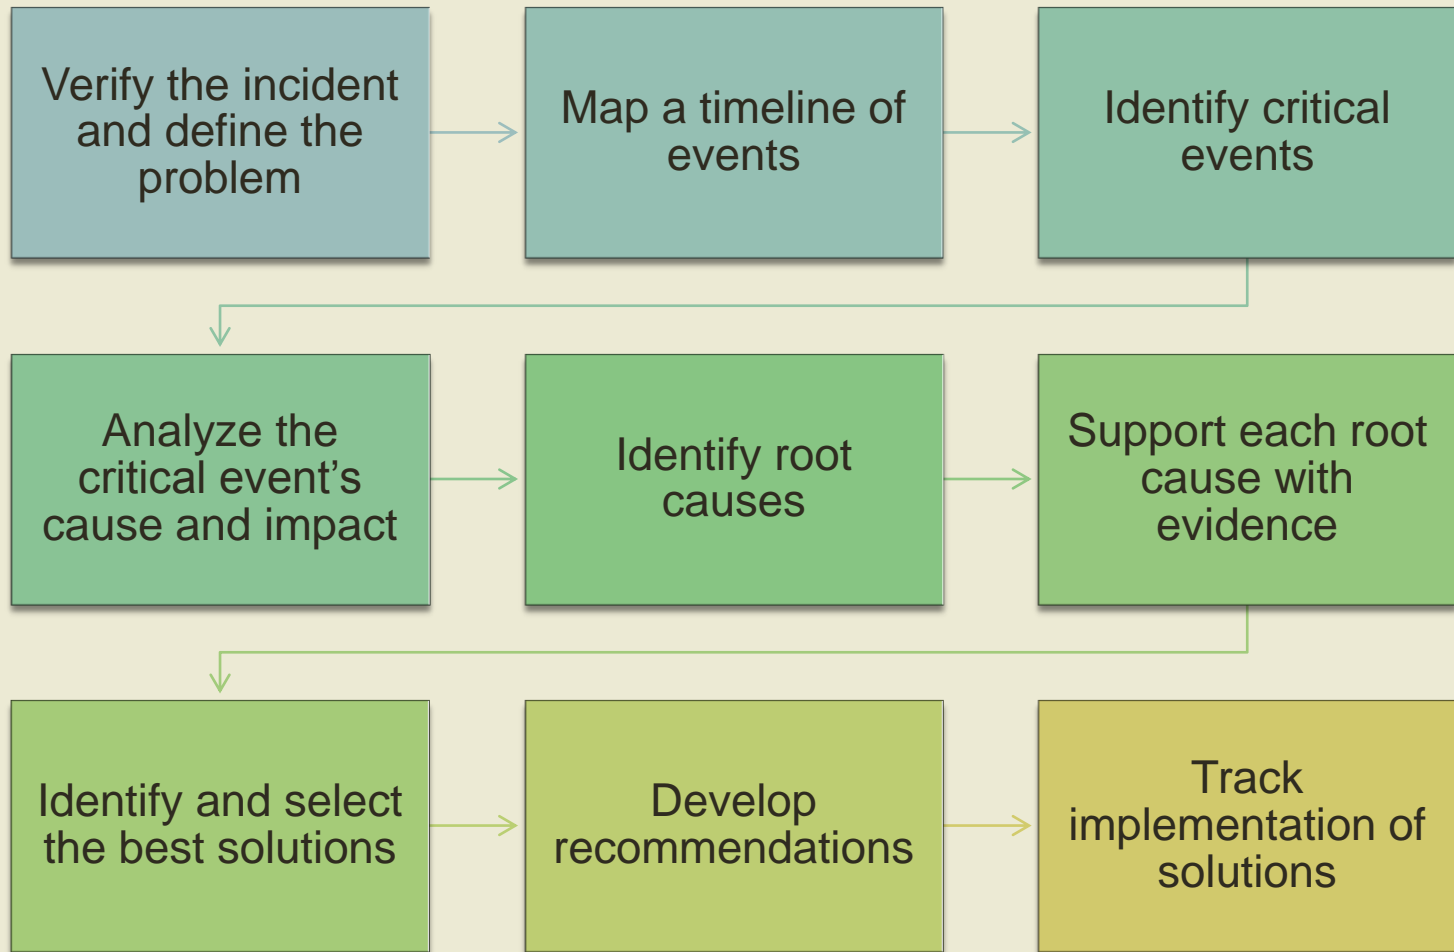 Verify the incident
and define the
problem
Map a timeline of
events
Identify critical
events
Analyze the
critical event’s
cause and impact
Identify root
causes
Support each root
cause with
evidence
Identify and select
the best solutions
Develop
recommendations
Track
implementation of
solutions